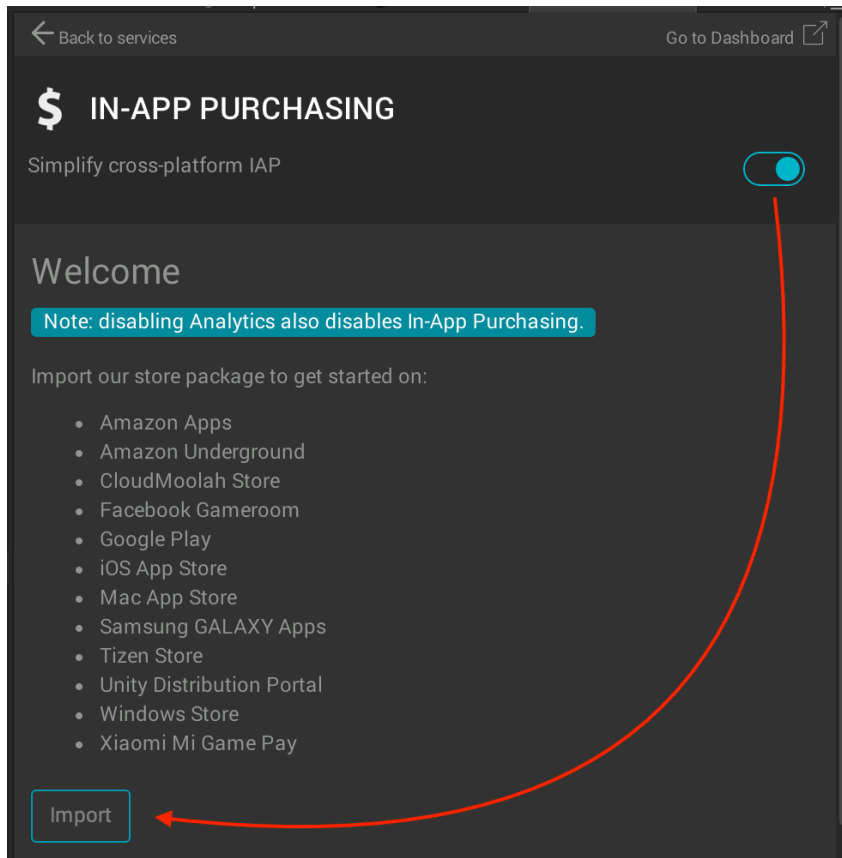 Back to services
Go to Dashboard
$ IN-APP PURCHASING
Simplify cross-platform IAP
Welcome
Note: disabling Analytics also disables In-App Purchasing.
Import our store package to get started on:
• Amazon Apps
• Amazon Underground
• CloudMoolah Store
• Facebook Gameroom
• Google Play
• iOS App Store
• Mac App Store
• Samsung GALAXY Apps
• Tizen Store
• Unity Distribution Portal
• Windows Store
• Xiaomi Mi Game Pay
Import